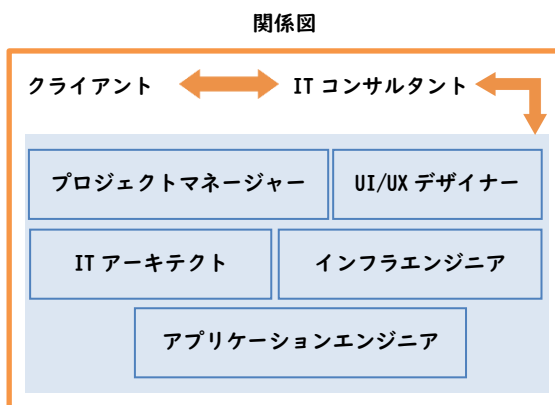 関係図
クライアント
IT コンサルタント
プロジェクトマネージャー
UI/UX デザイナー
IT アーキテクト
インフラエンジニア
アプリケーションエンジニア